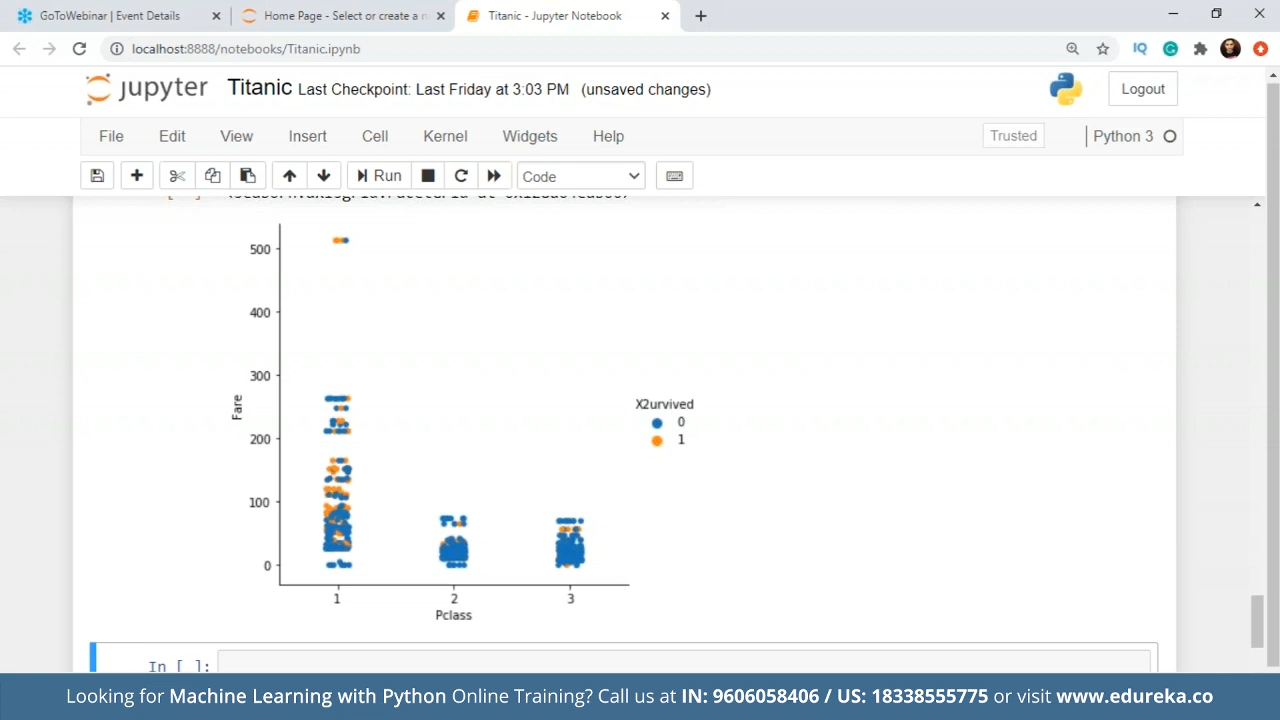 GoToWebinar | Event Details
Home Page - Select or create a n
Titanic - Jupyter Notebook
localhost:8888/notebooks/Titanic.ipynb
IQ
jupyter Titanic Last Checkpoint: Last Friday at 3:03 PM (unsaved changes)
Logout
File Edit View Insert Cell Kernel Widgets Help
Trusted Python 3
Run Code
500
400
300
200
100
0
Fare
1 2 3
Pclass
X2urvived
0
1
In [ ]:
Looking for Machine Learning with Python Online Training? Call us at IN: 9606058406 / US: 18338555775 or visit www.edureka.co